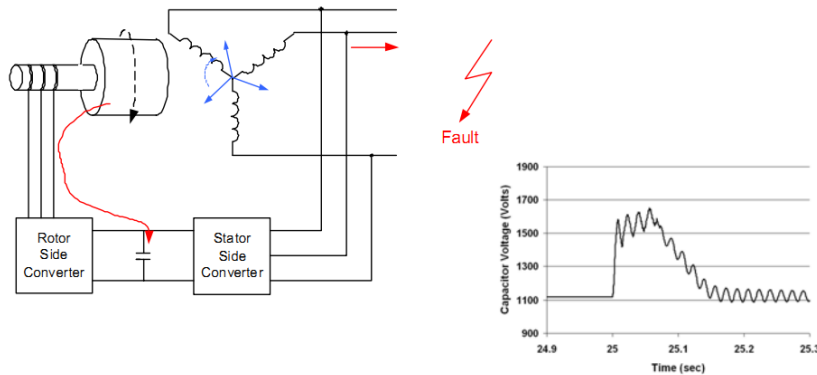 Fault
Rotor
Side
Converter
Stator
Side
Converter
Capacitor Voltage (Volts)
1900
1700
1500
1300
1100
900
24.9
25
25.1
25.2
25.3
Time (sec)